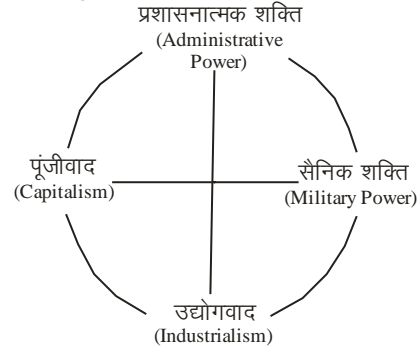 प्रशासनात्मक शक्ति
(Administrative
Power)
पूंजीवाद
(Capitalism)
सैनिक शक्ति
(Military Power)
उद्योगवाद
(Industrialism)